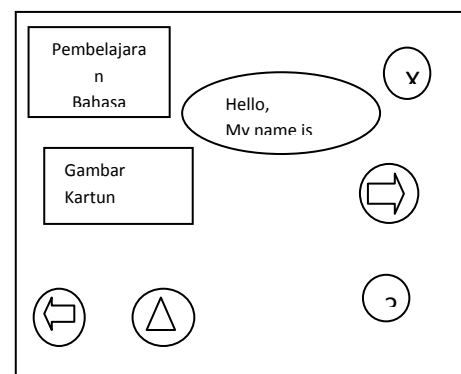 Pembelajara
n
Bahasa
X
Hello,
My name is
Gambar
Kartun
?